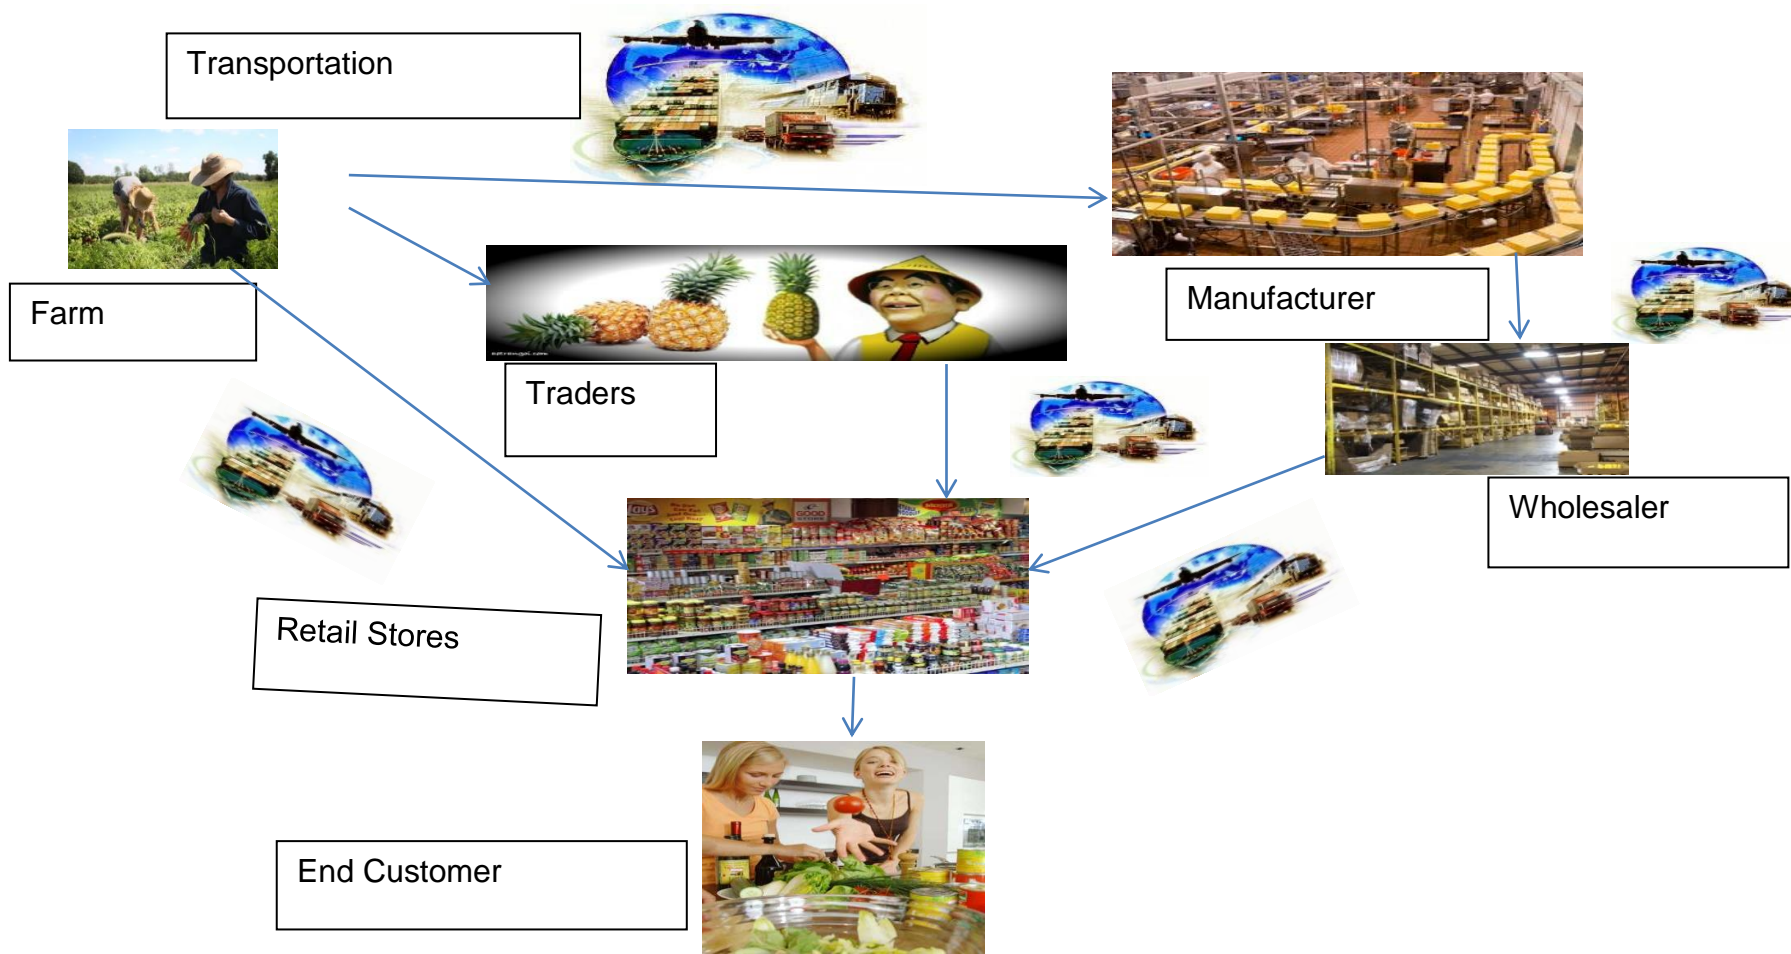 Transportation
Farm
Manufacturer
Traders
Wholesaler
Retail Stores
End Customer